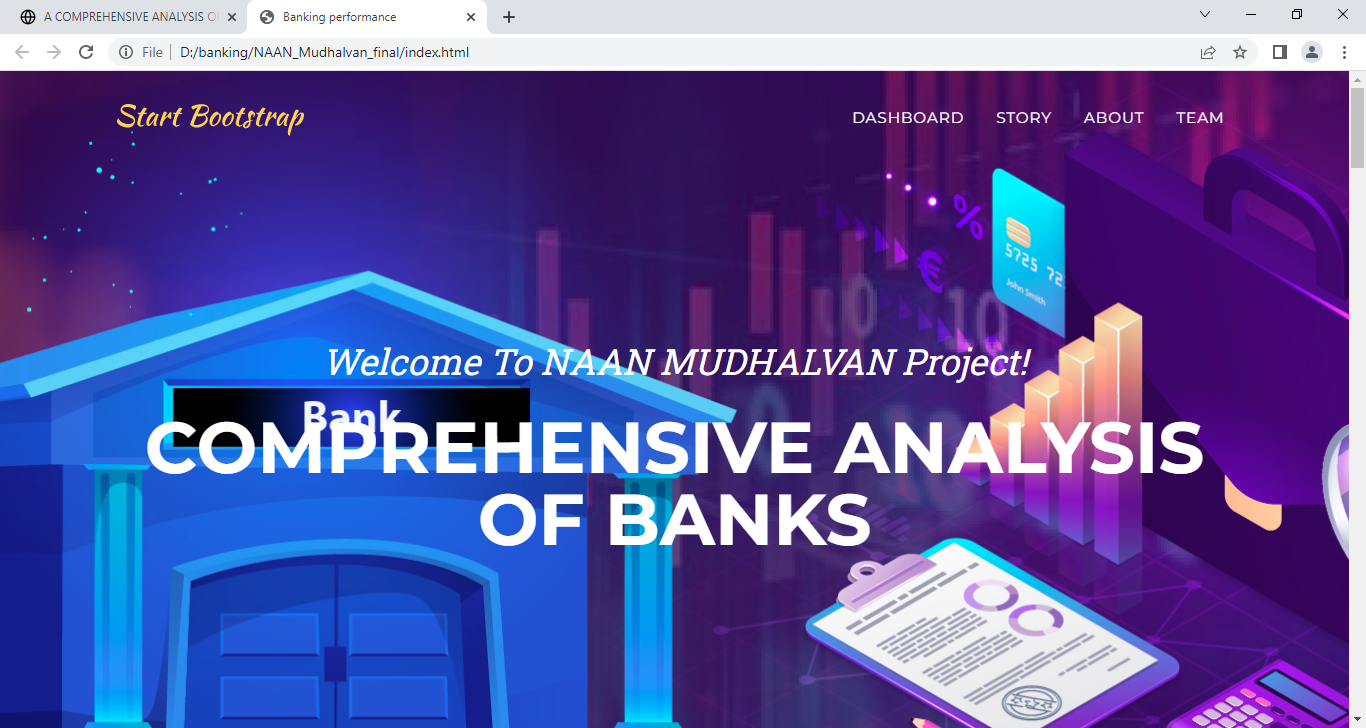 A COMPREHENSIVE ANALYSIS O
Banking performance
File
D:/banking/NAAN_Mudhalvan_final/index.html
Start Bootstrap
DASHBOARD
STORY
ABOUT
TEAM
%
€
5725 72
John Smith
10
Welcome To NAAN MUDHALVAN Project!
Bank
COMPREHENSIVE ANALYSIS
OF BANKS